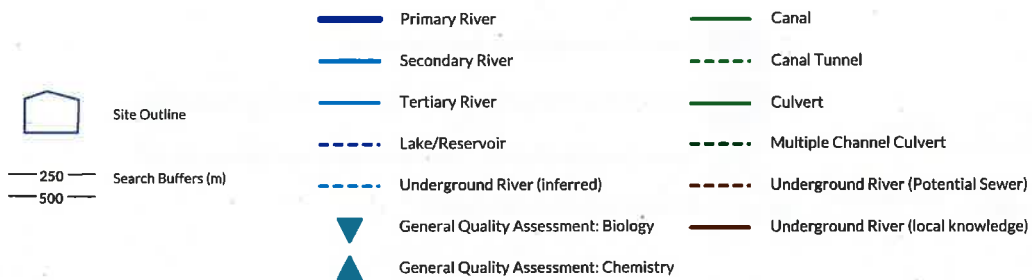 Site Outline
250
500
Search Buffers (m)
Primary River
Secondary River
Tertiary River
Lake/Reservoir
Underground River (inferred)
General Quality Assessment: Biology
General Quality Assessment: Chemistry
Canal
Canal Tunnel
Culvert
Multiple Channel Culvert
Underground River (Potential Sewer)
Underground River (local knowledge)